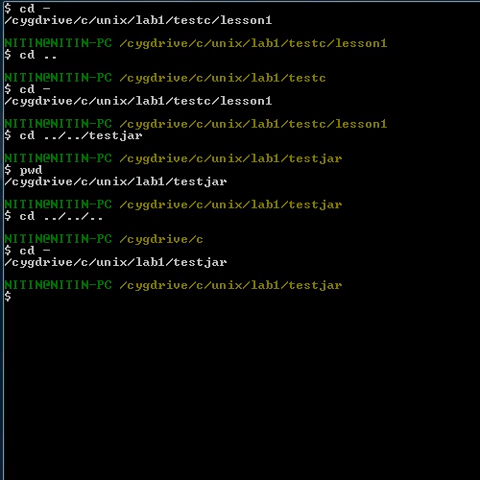 $ cd -
/cygdrive/c/unix/lab1/testc/lesson1
NITIN@NITIN-PC /cygdrive/c/unix/lab1/testc/lesson1
$ cd ..
NITIN@NITIN-PC /cygdrive/c/unix/lab1/testc
$ cd -
/cygdrive/c/unix/lab1/testc/lesson1
NITIN@NITIN-PC /cygdrive/c/unix/lab1/testc/lesson1
$ cd ../../testjar
NITIN@NITIN-PC /cygdrive/c/unix/lab1/testjar
$ pwd
/cygdrive/c/unix/lab1/testjar
NITIN@NITIN-PC /cygdrive/c/unix/lab1/testjar
$ cd ../../..
NITIN@NITIN-PC /cygdrive/c
$ cd -
/cygdrive/c/unix/lab1/testjar
NITIN@NITIN-PC /cygdrive/c/unix/lab1/testjar
$